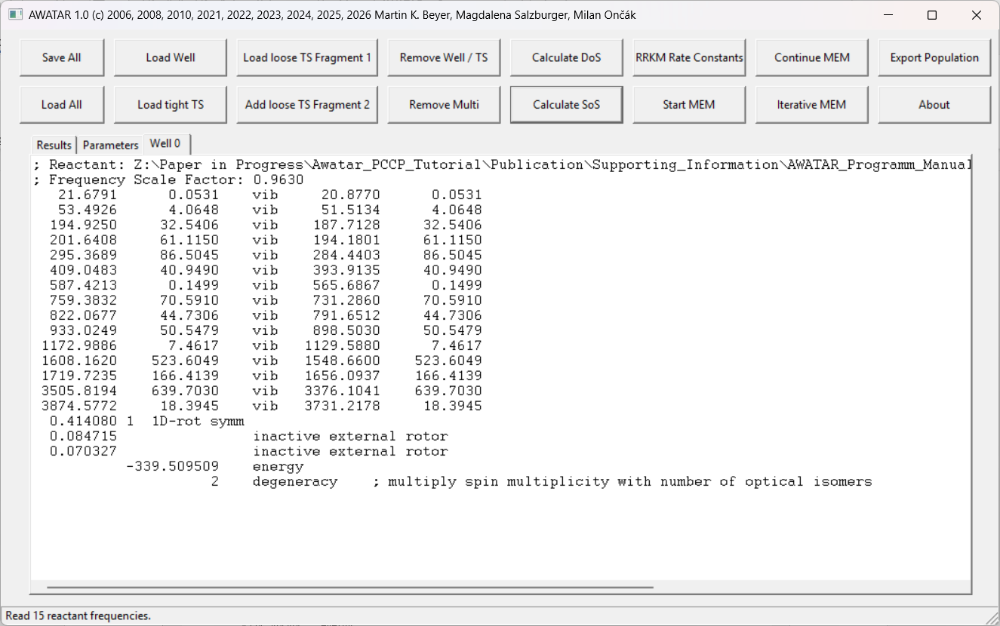 AWATAR 1.0 (c) 2006, 2008, 2010, 2021, 2022, 2023, 2024, 2025, 2026 Martin K. Beyer, Magdalena Salzburger, Milan Ončák
Save All Load Well Load loose TS Fragment 1 Remove Well / TS Calculate DoS RRKM Rate Constants Continue MEM Export Population
Load All Load tight TS Add loose TS Fragment 2 Remove Multi Calculate SoS Start MEM Iterative MEM About
Results Parameters Well 0
; Reactant: Z:\Paper in Progress\Awatar_PCCP_Tutorial\Publication\Supporting_Information\AWATAR_Programm_Manual
; Frequency Scale Factor: 0.9630
21.6791 0.0531 vib 20.8770 0.0531
53.4926 4.0648 vib 51.5134 4.0648
194.9250 32.5406 vib 187.7128 32.5406
201.6408 61.1150 vib 194.1801 61.1150
295.3689 86.5045 vib 284.4403 86.5045
409.0483 40.9490 vib 393.9135 40.9490
587.4213 0.1499 vib 565.6867 0.1499
759.3832 70.5910 vib 731.2860 70.5910
822.0677 44.7306 vib 791.6512 44.7306
933.0249 50.5479 vib 898.5030 50.5479
1172.9886 7.4617 vib 1129.5880 7.4617
1608.1620 523.6049 vib 1548.6600 523.6049
1719.7235 166.4139 vib 1656.0937 166.4139
3505.8194 639.7030 vib 3376.1041 639.7030
3874.5772 18.3945 vib 3731.2178 18.3945
0.414080 1 1D-rot symm
0.084715 inactive external rotor
0.070327 inactive external rotor
-339.509509 energy
2 degeneracy ; multiply spin multiplicity with number of optical isomers
Read 15 reactant frequencies.